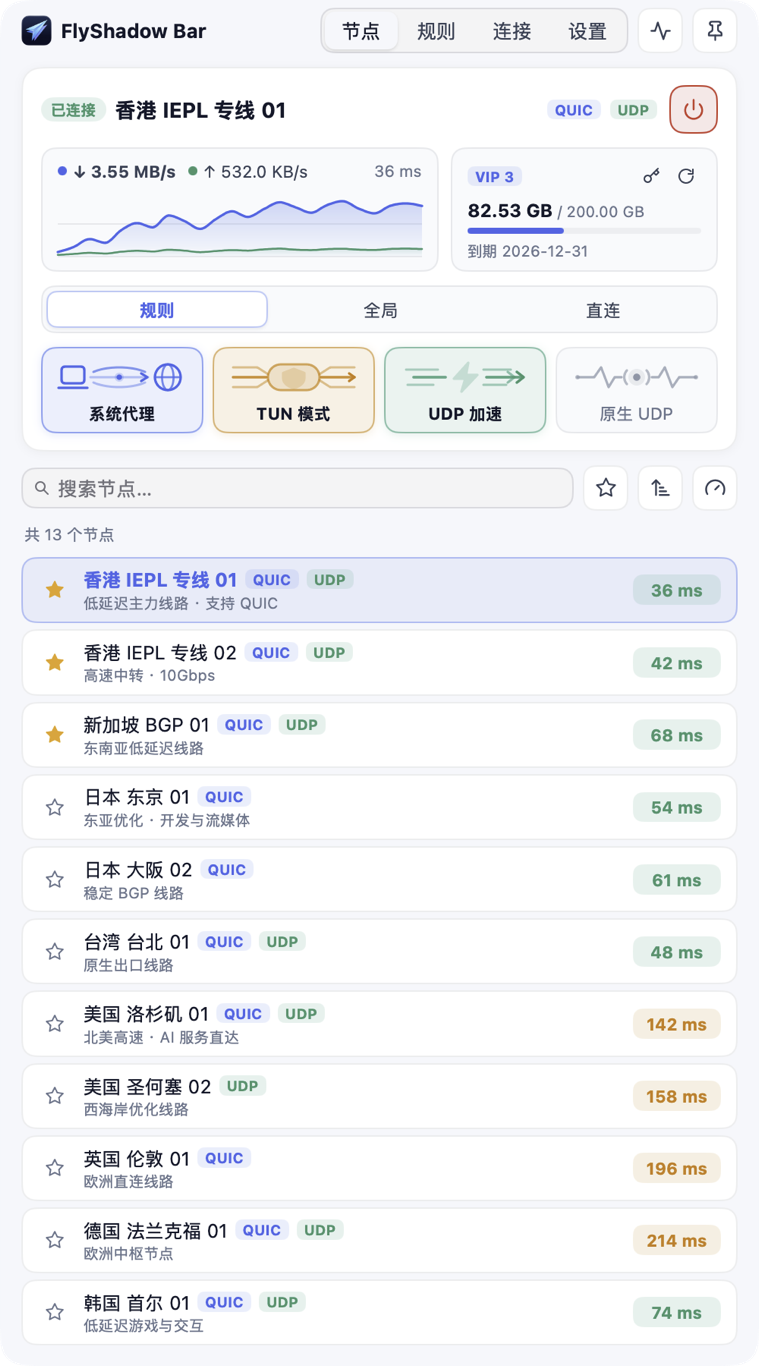 FlyShadow Bar 节点 规则 连接 设置
已连接 香港 IEPL 专线 01 QUIC UDP
↓ 3.55 MB/s ↑ 532.0 KB/s 36 ms
VIP 3
82.53 GB / 200.00 GB
到期 2026-12-31
规则 全局 直连
系统代理 TUN 模式 UDP 加速 原生 UDP
搜索节点...
共 13 个节点
香港 IEPL 专线 01 QUIC UDP 36 ms
低延迟主力线路 · 支持 QUIC
香港 IEPL 专线 02 QUIC UDP 42 ms
高速中转 · 10Gbps
新加坡 BGP 01 QUIC UDP 68 ms
东南亚低延迟线路
日本 东京 01 QUIC 54 ms
东亚优化 · 开发与流媒体
日本 大阪 02 QUIC 61 ms
稳定 BGP 线路
台湾 台北 01 QUIC UDP 48 ms
原生出口线路
美国 洛杉矶 01 QUIC UDP 142 ms
北美高速 · AI 服务直达
美国 圣何塞 02 UDP 158 ms
西海岸优化线路
英国 伦敦 01 QUIC 196 ms
欧洲直连线路
德国 法兰克福 01 QUIC UDP 214 ms
欧洲中枢节点
韩国 首尔 01 QUIC UDP 74 ms
低延迟游戏与交互